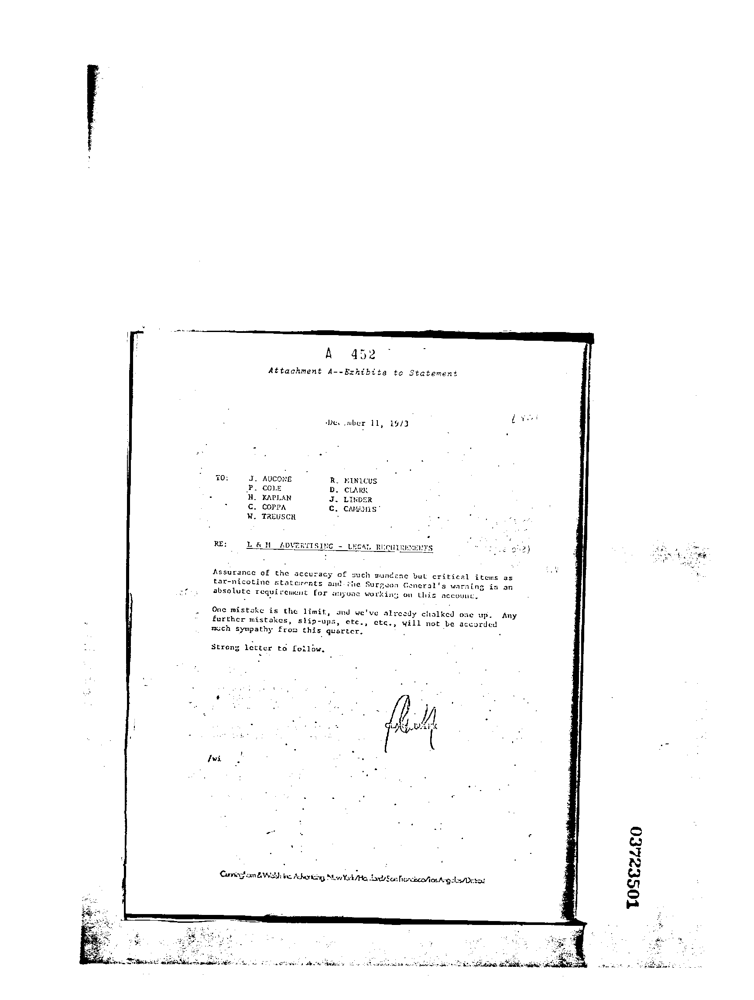 A 452
Attachment A--Exhibits to Statement
December 11, 1973
TO: J. AUCONE R. MINICUS
P. COLE D. CLARK
H. KAPLAN J. LINDER
C. COPPA C.
W. TREUSCH
RE: L & M ADVERTISING - LEGAL REQUIREMENTS
Assurance of the accuracy of such mundane but critical items as
tar-nicotine statements and the Surgeon General's warning is an
absolute requirement for anyone working on this account.
One mistake is the limit, and we've already chalked one up. Any
further mistakes, slip-ups, etc., etc., will not be accorded
much sympathy from this quarter.
Strong letter to follow.
/wi
Cunningham & Walsh Inc. Advertising New York/ /San Francisco/Los Angeles/Detroit
03723501